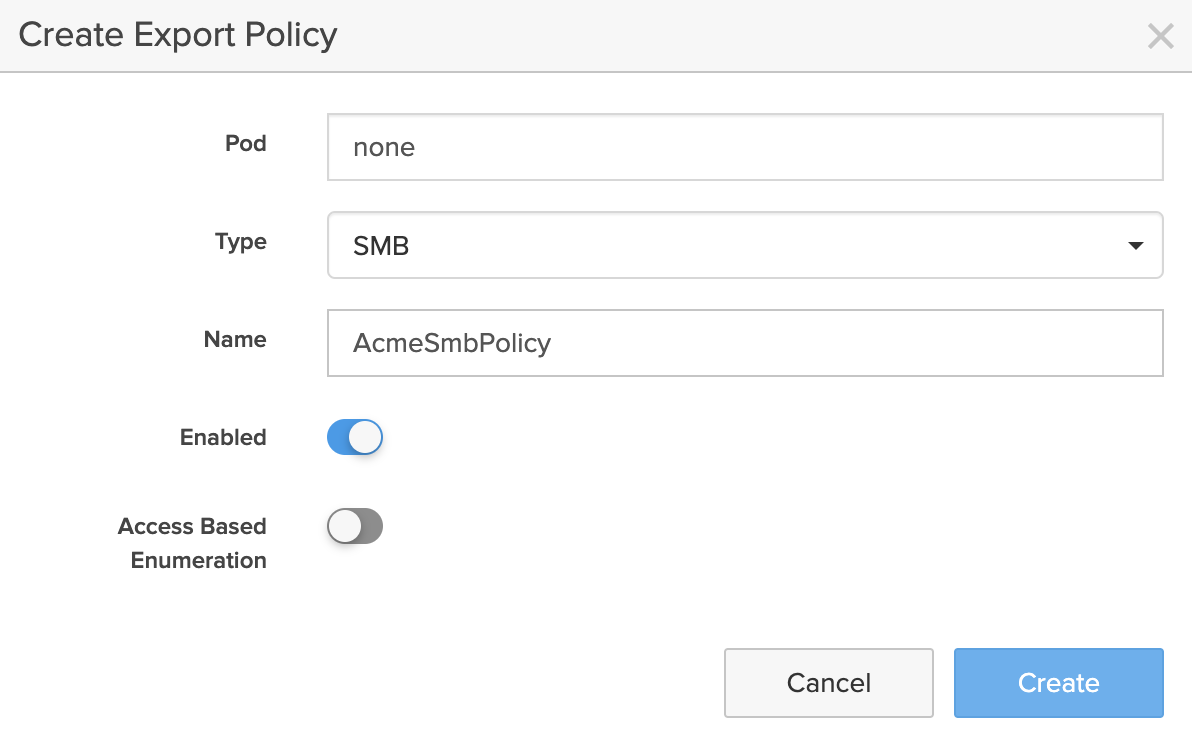 Create Export Policy
Pod
none
Type
SMB
Name
AcmeSmbPolicy
Enabled
Access Based
Enumeration
Cancel
Create